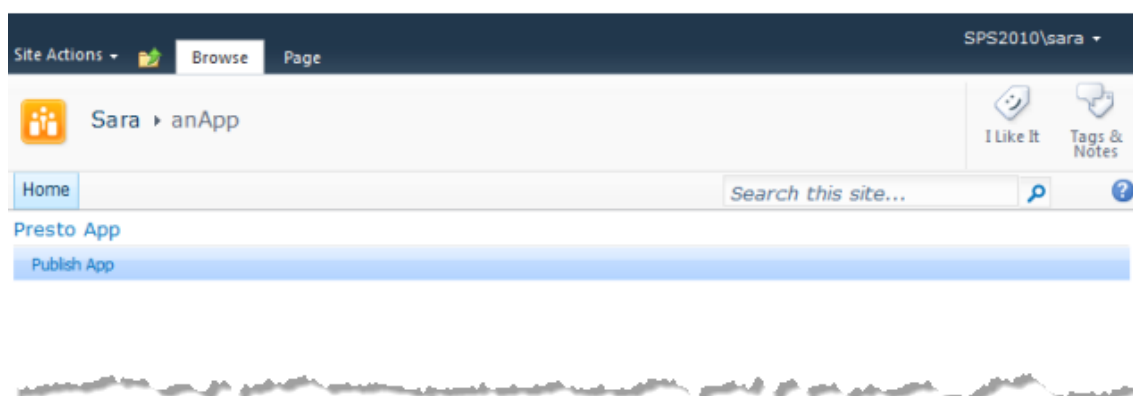 SPS2010\sara
Site Actions Browse Page
Sara anApp
I Like It
Tags &
Notes
Home
Search this site...
Presto App
Publish App